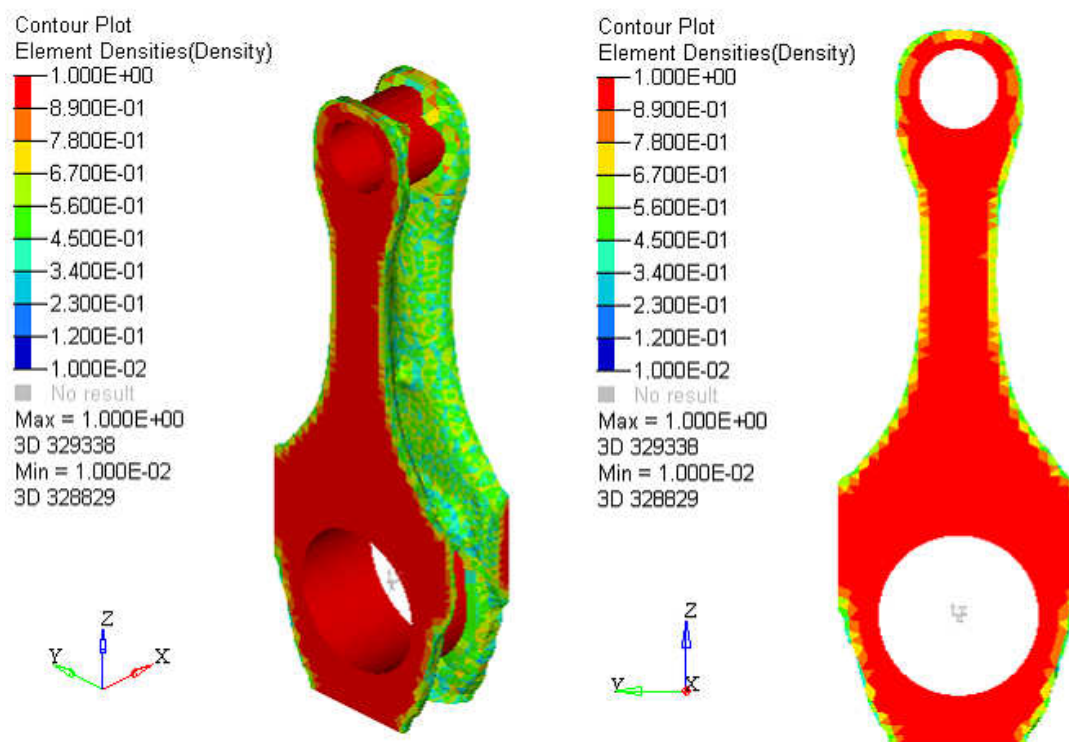 Contour Plot
Element Densities(Density)
1.000E+00
8.900E-01
7.800E-01
6.700E-01
5.600E-01
4.500E-01
3.400E-01
2.300E-01
1.200E-01
1.000E-02
No result
Max = 1.000E+00
3D 329338
Min = 1.000E-02
3D 328829
Z
Y
X
Contour Plot
Element Densities(Density)
1.000E+00
8.900E-01
7.800E-01
6.700E-01
5.600E-01
4.500E-01
3.400E-01
2.300E-01
1.200E-01
1.000E-02
No result
Max = 1.000E+00
3D 329338
Min = 1.000E-02
3D 328829
Z
Y
X